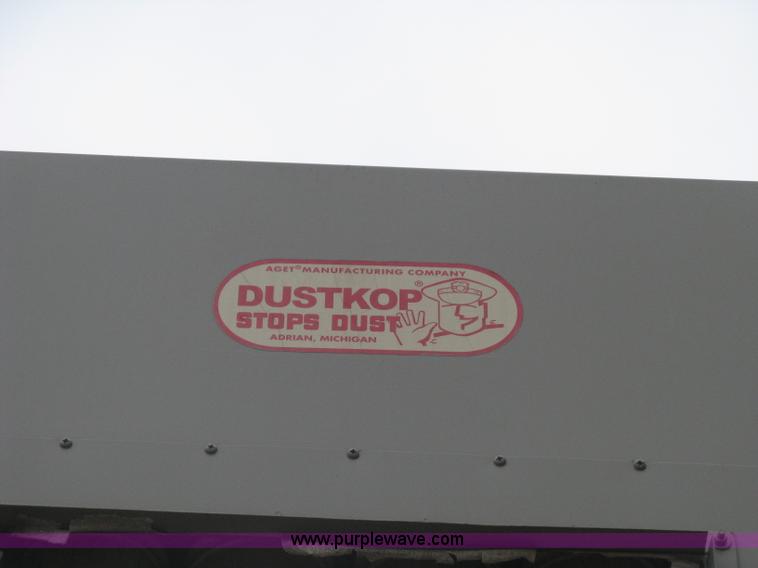 AGET® MANUFACTURING COMPANY
DUSTKOP®
STOPS DUST
ADRIAN, MICHIGAN
www.purplewave.com